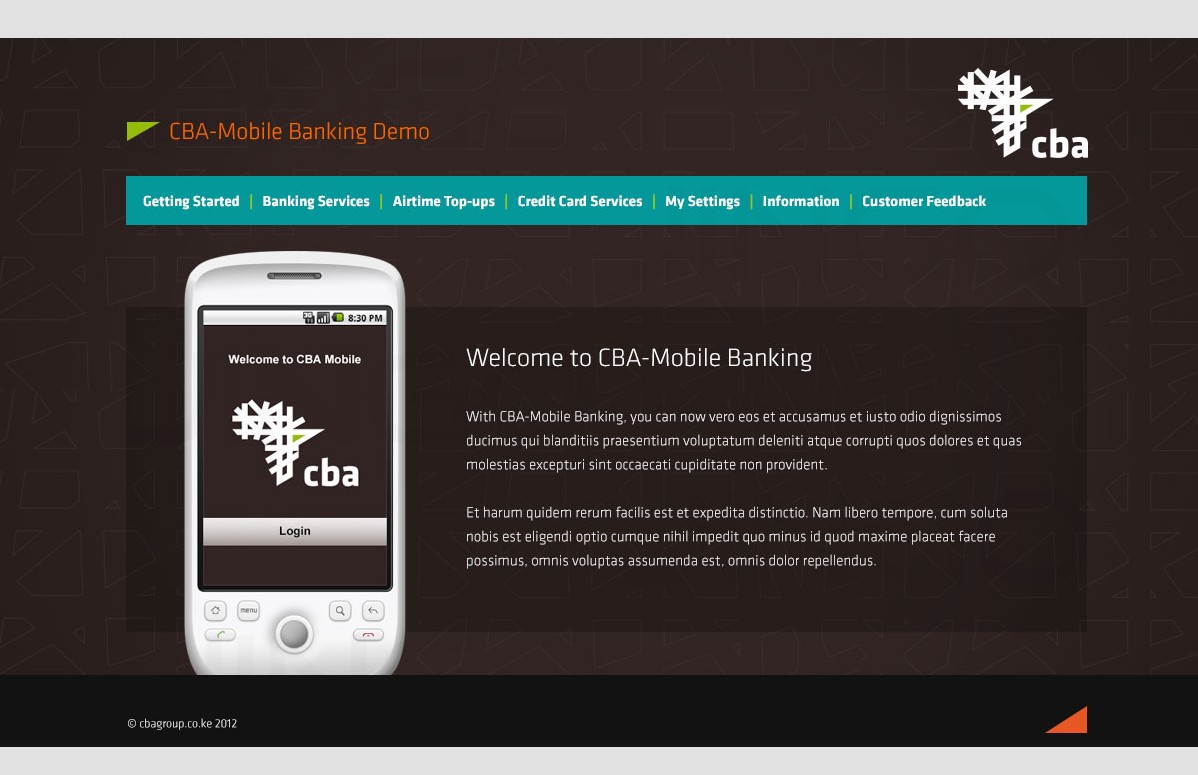 CBA-Mobile Banking Demo
cba
Getting Started | Banking Services | Airtime Top-ups | Credit Card Services | My Settings | Information | Customer Feedback
8:30 PM
Welcome to CBA Mobile
cba
Login
menu
Welcome to CBA-Mobile Banking
With CBA-Mobile Banking, you can now vero eos et accusamus et iusto odio dignissimos
ducimus qui blanditiis praesentium voluptatum deleniti atque corrupti quos dolores et quas
molestias excepturi sint occaecati cupiditate non provident.
Et harum quidem rerum facilis est et expedita distinctio. Nam libero tempore, cum soluta
nobis est eligendi optio cumque nihil impedit quo minus id quod maxime placeat facere
possimus, omnis voluptas assumenda est, omnis dolor repellendus.
© cbagroup.co.ke 2012